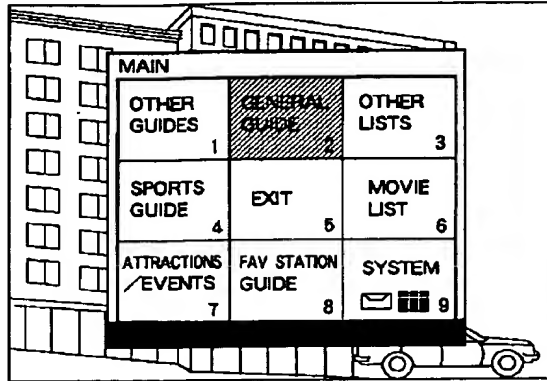 MAIN
OTHER
GUIDES
1
GENERAL
GUIDE
2
OTHER
LISTS
3
SPORTS
GUIDE
4
EXIT
5
MOVIE
LIST
6
ATTRACTIONS
/EVENTS
7
FAV STATION
GUIDE
8
SYSTEM
9